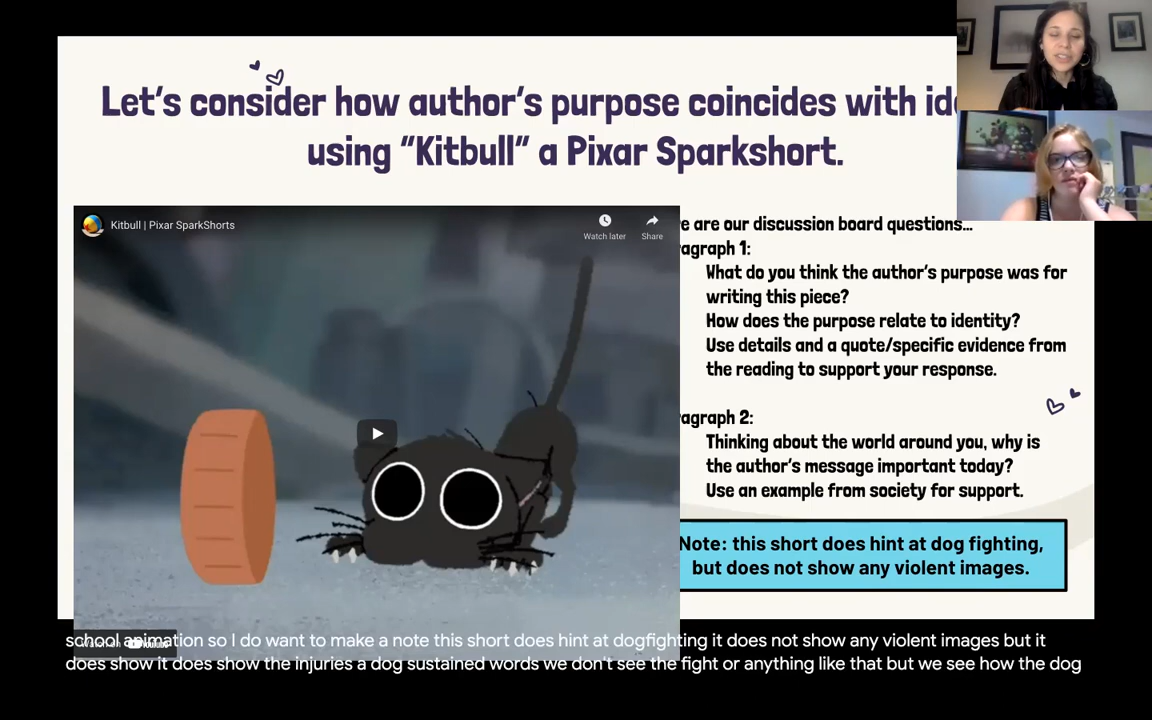 Let's consider how author's purpose coincides with ide
using "Kitbull" a Pixar Sparkshort.
Kitbull | Pixar SparkShorts
Watch later
Share
e are our discussion board questions...
ragraph 1:
What do you think the author's purpose was for
writing this piece?
How does the purpose relate to identity?
Use details and a quote/specific evidence from
the reading to support your response.
ragraph 2:
Thinking about the world around you, why is
the author's message important today?
Use an example from society for support.
Note: this short does hint at dog fighting,
but does not show any violent images.
Watch on YouTube
school animation so I do want to make a note this short does hint at dogfighting it does not show any violent images but it
does show it does show the injuries a dog sustained words we don't see the fight or anything like that but we see how the dog